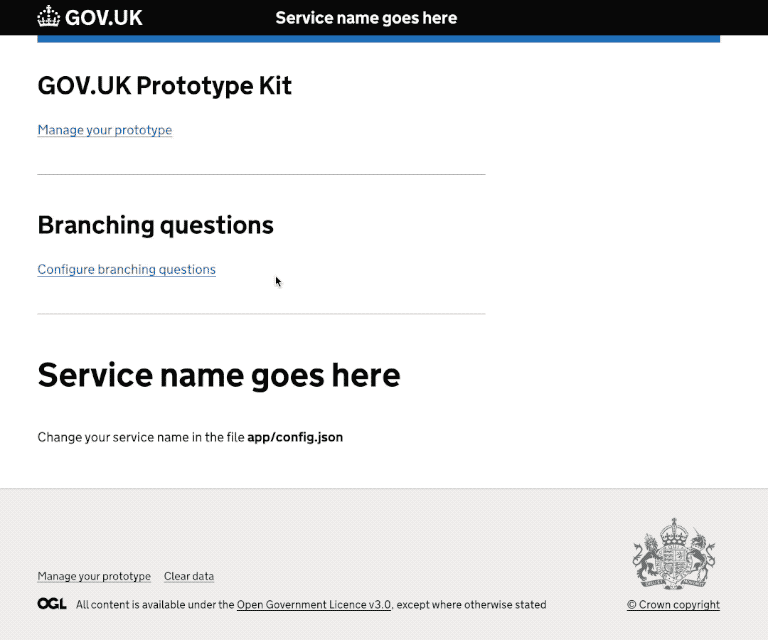 GOV.UK Service name goes here
GOV.UK Prototype Kit
Manage your prototype
Branching questions
Configure branching questions
Service name goes here
Change your service name in the file app/config.json
Manage your prototype Clear data
OGL All content is available under the Open Government Licence v3.0, except where otherwise stated
© Crown copyright